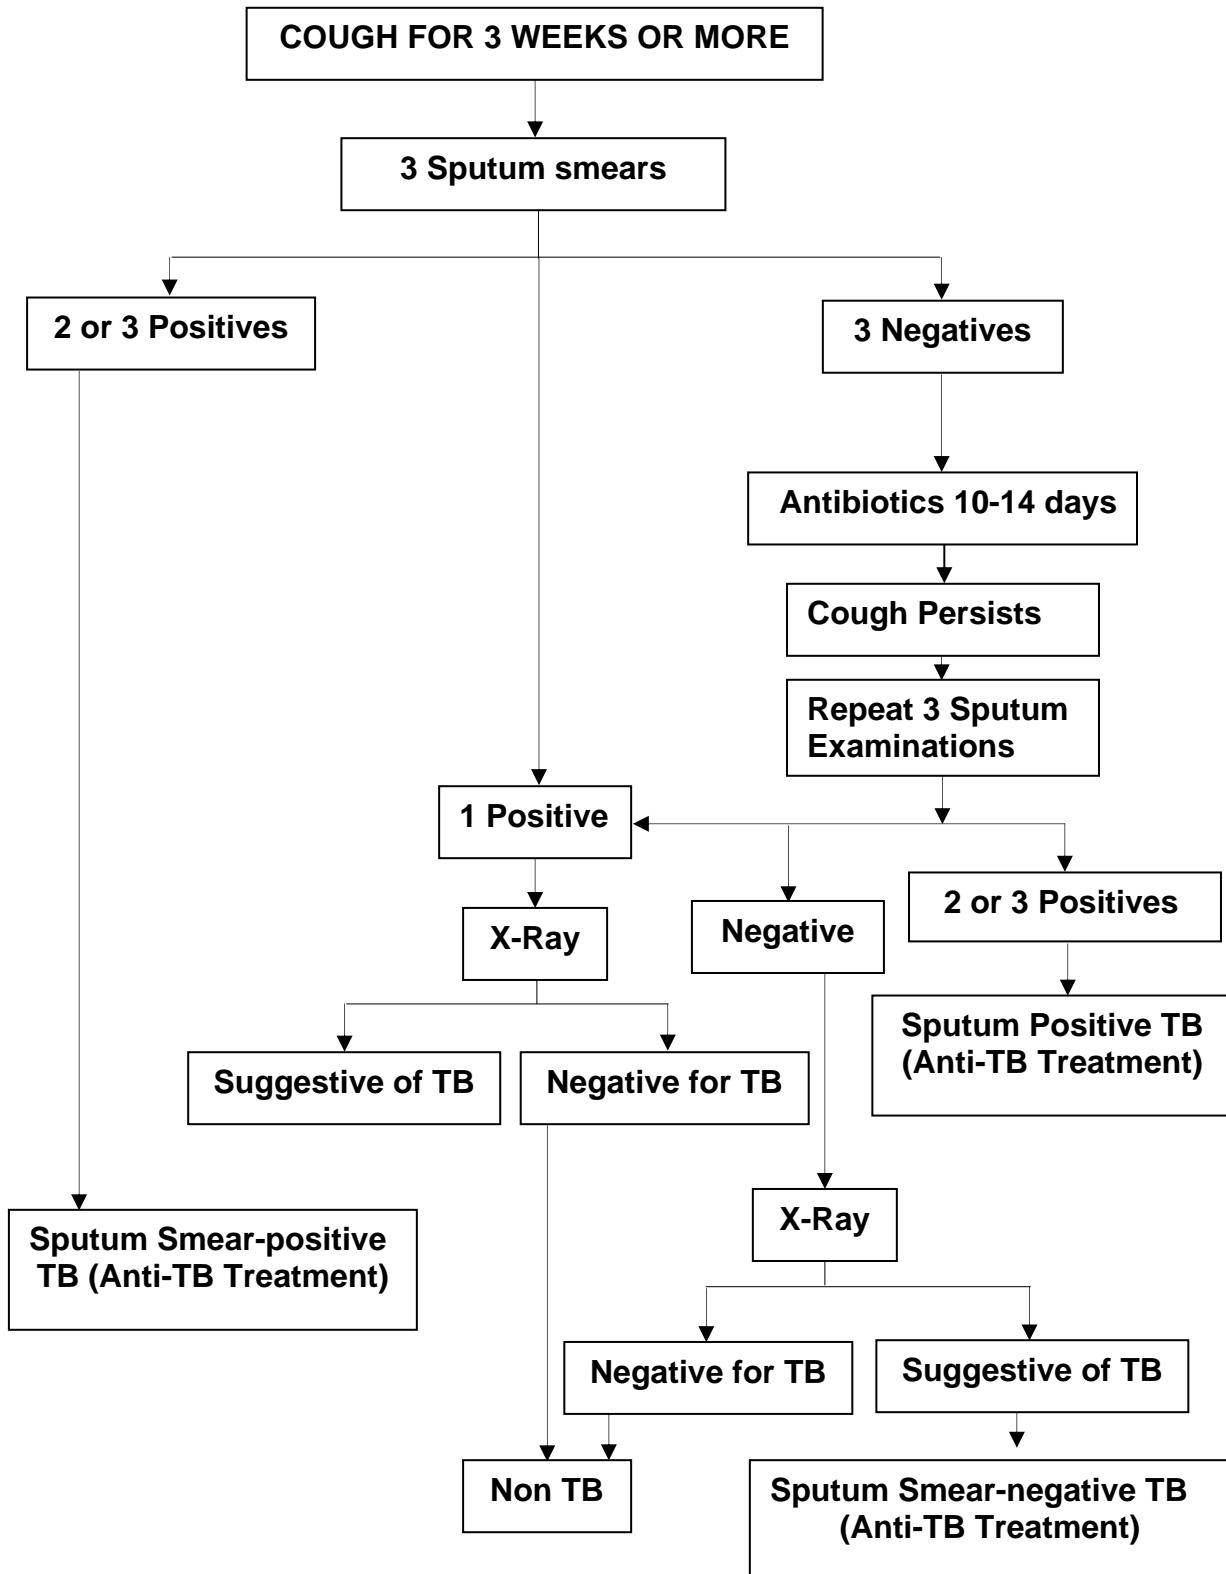 COUGH FOR 3 WEEKS OR MORE
3 Sputum smears
2 or 3 Positives
3 Negatives
Antibiotics 10-14 days
Cough Persists
Repeat 3 Sputum
Examinations
1 Positive
2 or 3 Positives
Negative
X-Ray
Sputum Positive TB
(Anti-TB Treatment)
Suggestive of TB
Negative for TB
X-Ray
Sputum Smear-positive
TB (Anti-TB Treatment)
Negative for TB
Suggestive of TB
Non TB
Sputum Smear-negative TB
(Anti-TB Treatment)